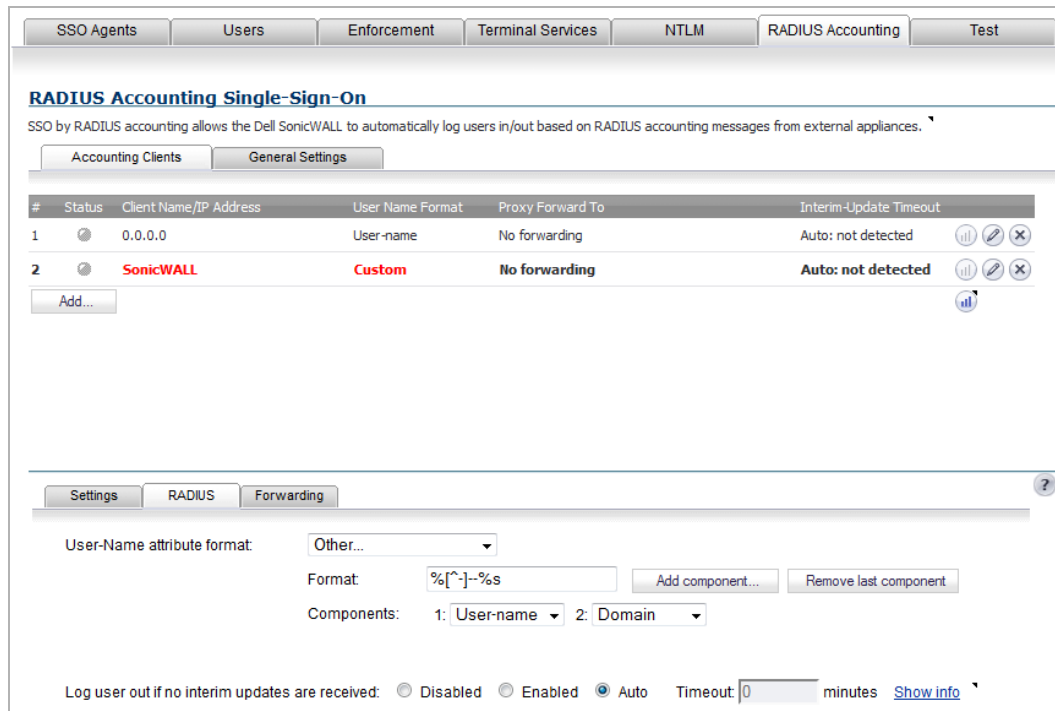 SSO Agents Users Enforcement Terminal Services NTLM RADIUS Accounting Test
RADIUS Accounting Single-Sign-On
SSO by RADIUS accounting allows the Dell SonicWALL to automatically log users in/out based on RADIUS accounting messages from external appliances.
Accounting Clients General Settings
# Status Client Name/IP Address User Name Format Proxy Forward To Interim-Update Timeout
1 0.0.0.0 User-name No forwarding Auto: not detected
2 SonicWALL Custom No forwarding Auto: not detected
Add...
Settings RADIUS Forwarding ?
User-Name attribute format: Other...
Format: %[^-]--%s Add component... Remove last component
Components: 1: User-name 2: Domain
Log user out if no interim updates are received: Disabled Enabled Auto Timeout: 0 minutes Show info